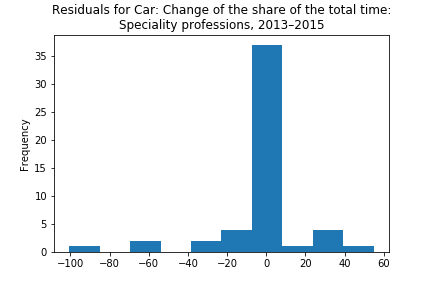 Residuals for Car: Change of the share of the total time:
Speciality professions, 2013–2015
Frequency
35
30
25
20
15
10
5
0
−100 −80 −60 −40 −20 0 20 40 60